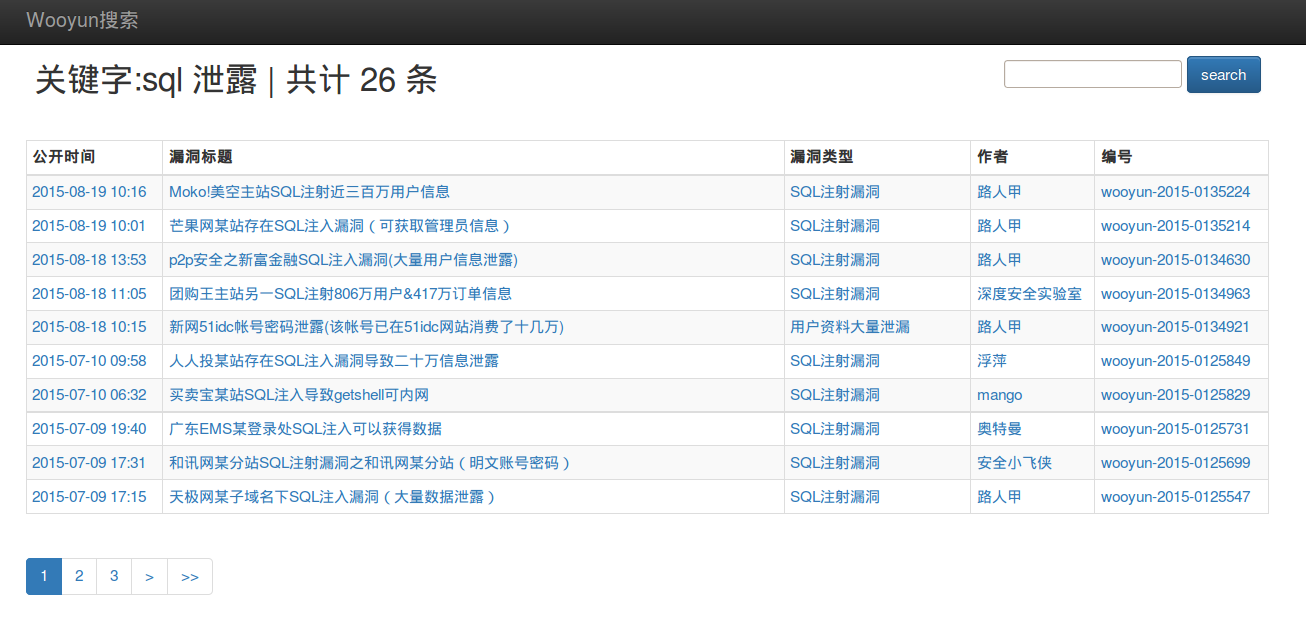 Wooyun搜索
关键字:sql 泄露 | 共计 26 条 search
公开时间 漏洞标题 漏洞类型 作者 编号
2015-08-19 10:16 Moko!美空主站SQL注射近三百万用户信息 SQL注射漏洞 路人甲 wooyun-2015-0135224
2015-08-19 10:01 芒果网某站存在SQL注入漏洞（可获取管理员信息） SQL注射漏洞 路人甲 wooyun-2015-0135214
2015-08-18 13:53 p2p安全之新富金融SQL注入漏洞(大量用户信息泄露) SQL注射漏洞 路人甲 wooyun-2015-0134630
2015-08-18 11:05 团购王主站另一SQL注射806万用户&417万订单信息 SQL注射漏洞 深度安全实验室 wooyun-2015-0134963
2015-08-18 10:15 新网51idc帐号密码泄露(该帐号已在51idc网站消费了十几万) 用户资料大量泄漏 路人甲 wooyun-2015-0134921
2015-07-10 09:58 人人投某站存在SQL注入漏洞导致二十万信息泄露 SQL注射漏洞 浮萍 wooyun-2015-0125849
2015-07-10 06:32 买卖宝某站SQL注入导致getshell可内网 SQL注射漏洞 mango wooyun-2015-0125829
2015-07-09 19:40 广东EMS某登录处SQL注入可以获得数据 SQL注射漏洞 奥特曼 wooyun-2015-0125731
2015-07-09 17:31 和讯网某分站SQL注射漏洞之和讯网某分站（明文账号密码） SQL注射漏洞 安全小飞侠 wooyun-2015-0125699
2015-07-09 17:15 天极网某子域名下SQL注入漏洞（大量数据泄露） SQL注射漏洞 路人甲 wooyun-2015-0125547
1 2 3 > >>